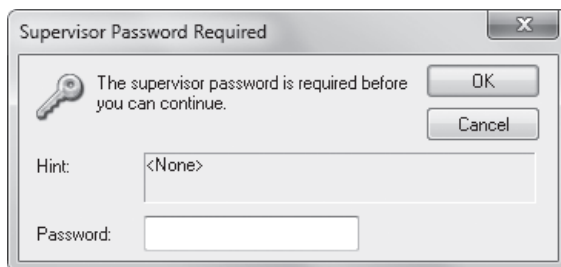 Supervisor Password Required
X
The supervisor password is required before
you can continue.
OK
Cancel
Hint:
<None>
Password: